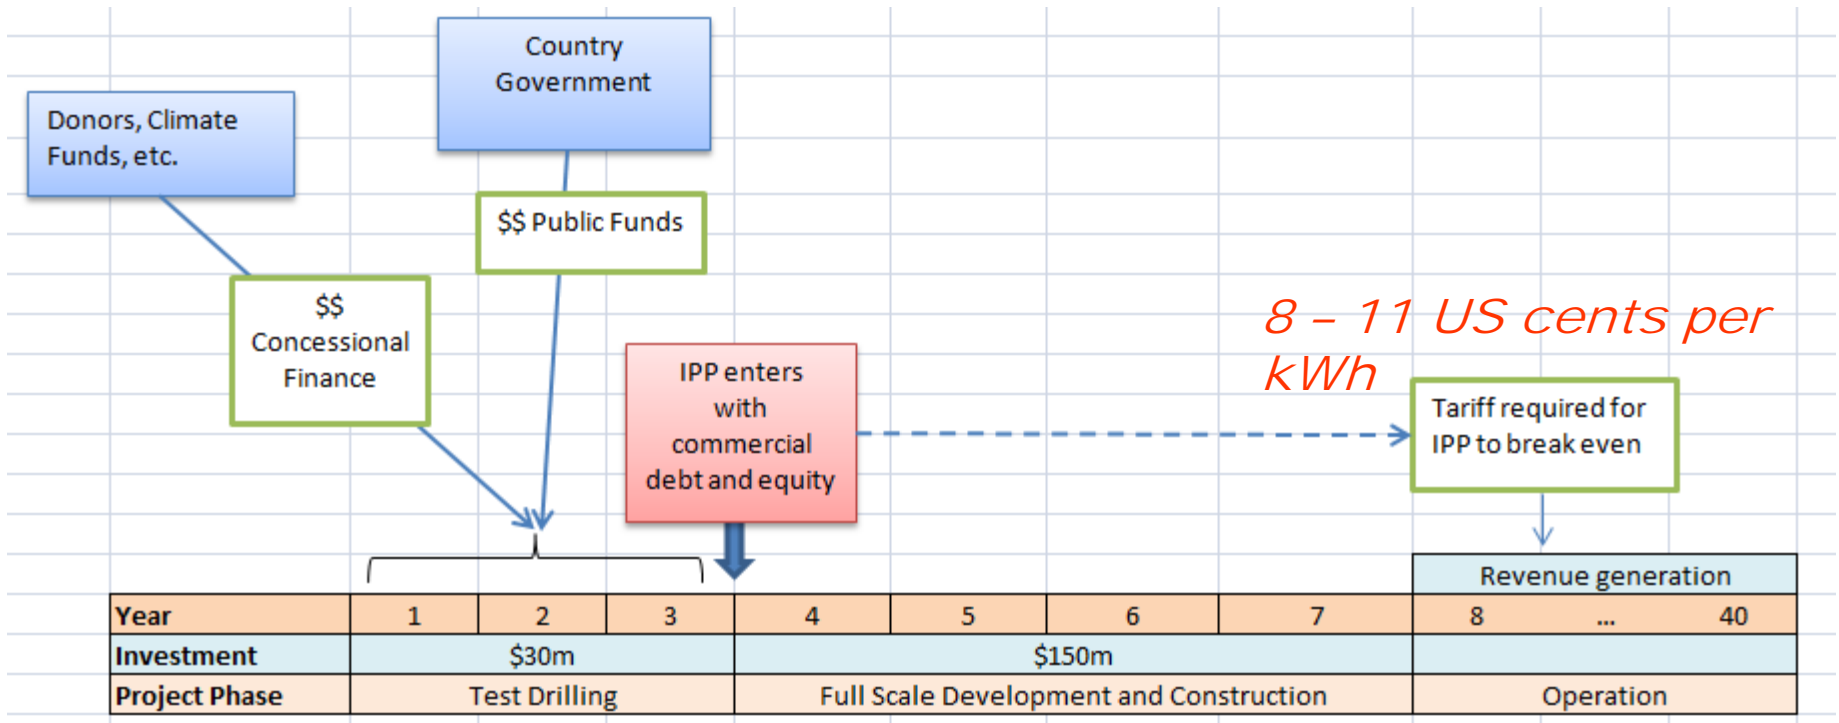 Country
Government
Donors, Climate
Funds, etc.
$$ Public Funds
$$
Concessional
Finance
IPP enters
with
commercial
debt and equity
8 – 11 US cents per
kWh
Tariff required for
IPP to break even
Revenue generation
Year 1 2 3 4 5 6 7 8 ... 40
Investment $30m $150m
Project Phase Test Drilling Full Scale Development and Construction Operation